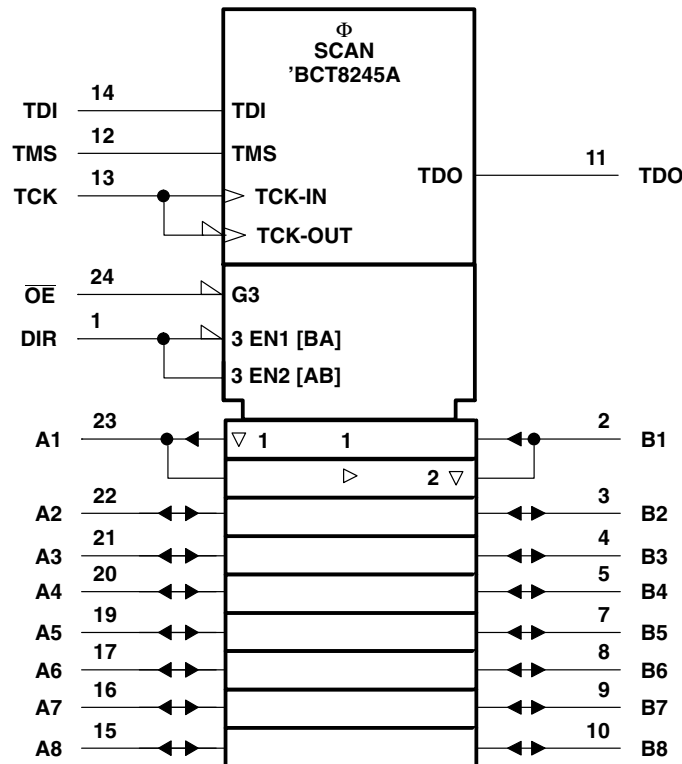 Φ
SCAN
'BCT8245A
TDI 14 TDI
TMS 12 TMS
TDO 11 TDO
TCK 13 TCK-IN
TCK-OUT
OE 24 G3
DIR 1 3 EN1 [BA]
3 EN2 [AB]
A1 23 1 1 2 B1
2
A2 22 3 B2
A3 21 4 B3
A4 20 5 B4
A5 19 7 B5
A6 17 8 B6
A7 16 9 B7
A8 15 10 B8